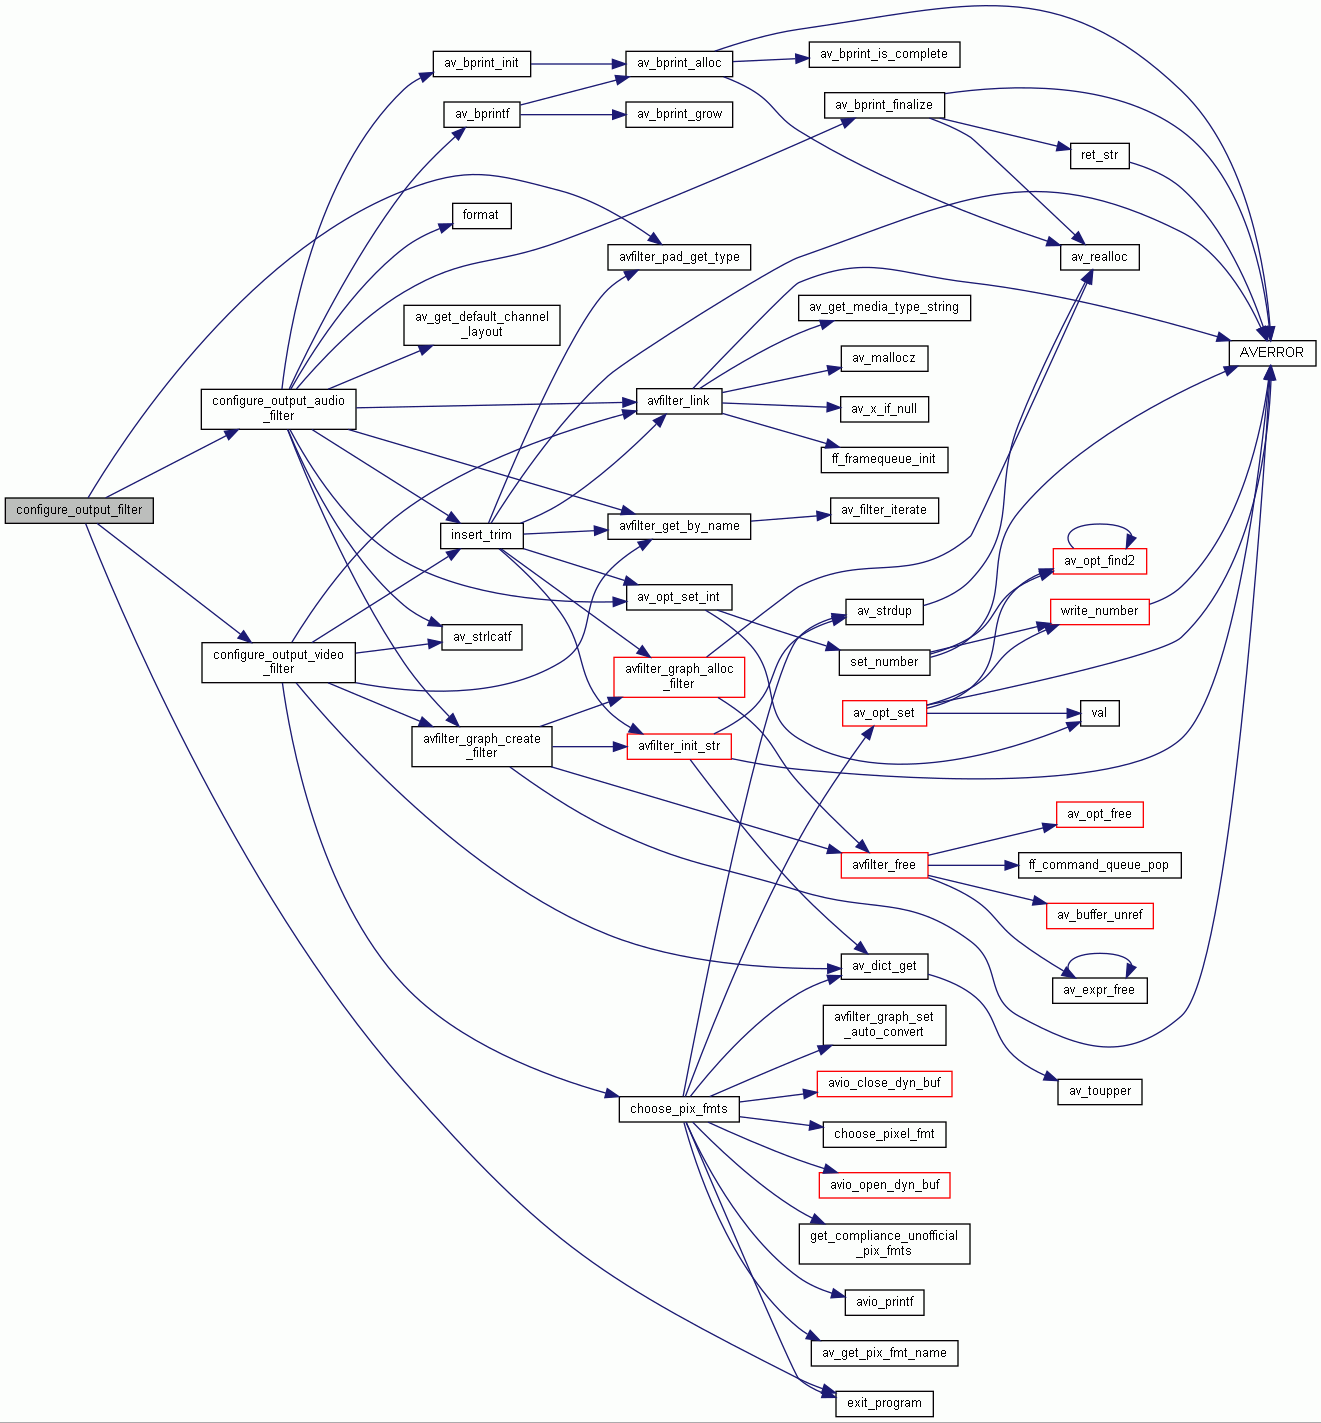 av_bprint_init
av_bprint_alloc
av_bprint_is_complete
av_bprintf
av_bprint_grow
av_bprint_finalize
ret_str
format
avfilter_pad_get_type
av_realloc
av_get_default_channel
_layout
av_get_media_type_string
AVERROR
av_mallocz
configure_output_audio
_filter
avfilter_link
av_x_if_null
ff_framequeue_init
configure_output_filter
insert_trim
avfilter_get_by_name
av_filter_iterate
av_opt_find2
av_opt_set_int
av_strdup
write_number
configure_output_video
_filter
av_strlcatf
avfilter_graph_alloc
_filter
set_number
av_opt_set
val
avfilter_graph_create
_filter
avfilter_init_str
av_opt_free
avfilter_free
ff_command_queue_pop
av_buffer_unref
av_dict_get
av_expr_free
avfilter_graph_set
_auto_convert
avio_close_dyn_buf
av_toupper
choose_pix_fmts
choose_pixel_fmt
avio_open_dyn_buf
get_compliance_unofficial
_pix_fmts
avio_printf
av_get_pix_fmt_name
exit_program